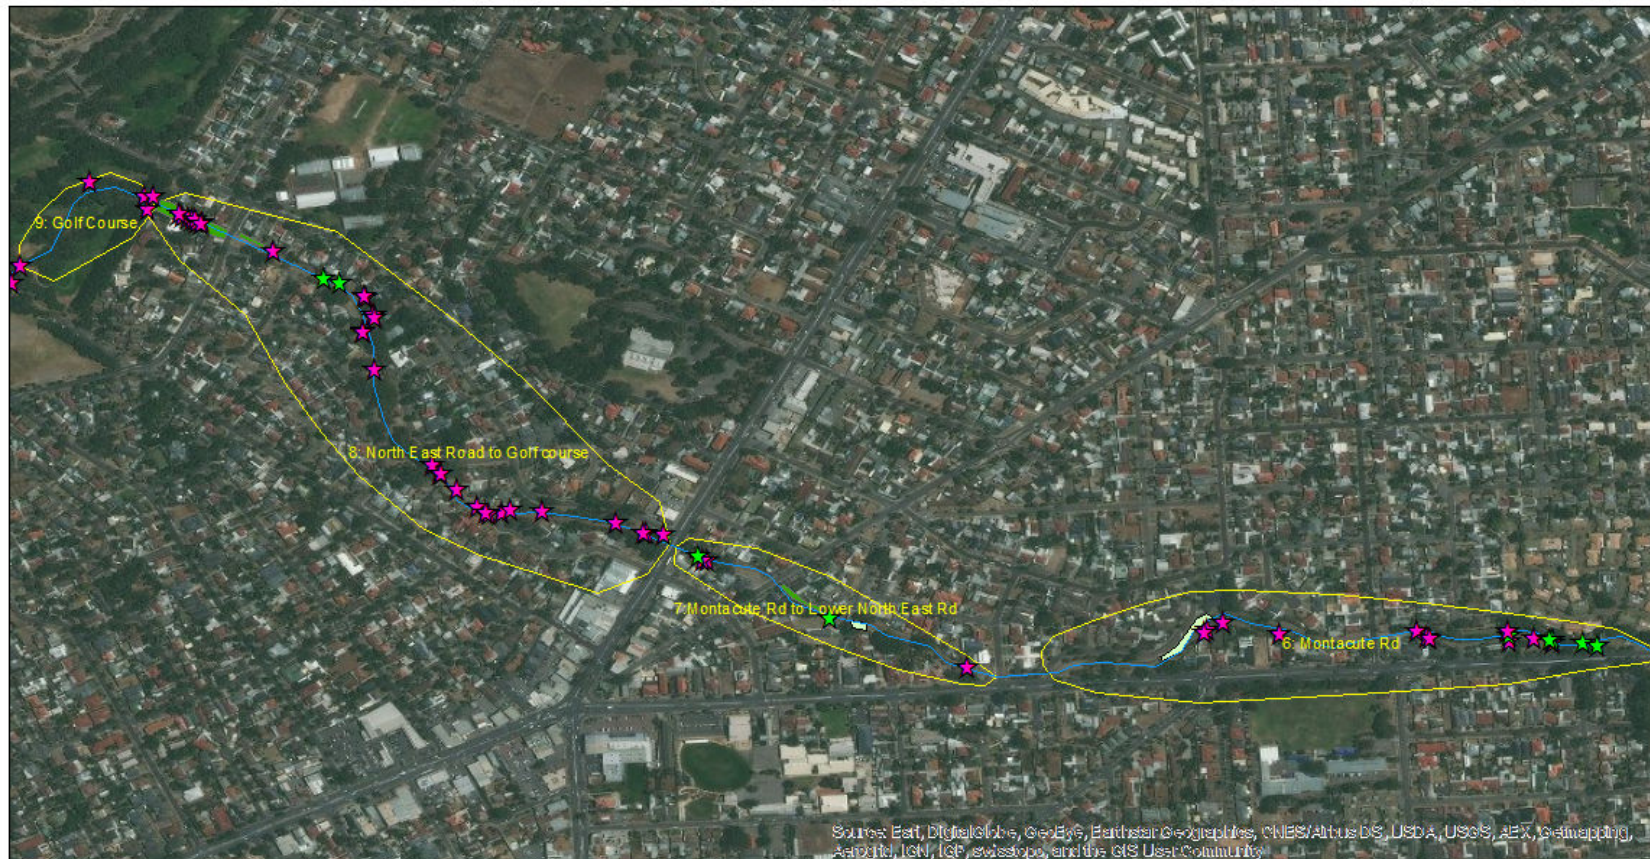 9: Golf Course
8: North East Road to Golf course
7:Montacute Rd to Lower North East Rd
6: Montacute Rd
Source: Esri, DigitalGlobe, GeoEye, Earthstar Geographics, CNES/Airbus DS, USDA, USGS, AEX, Getmapping,
Aerogrid, IGN, IGP, swisstopo, and the GIS User Community